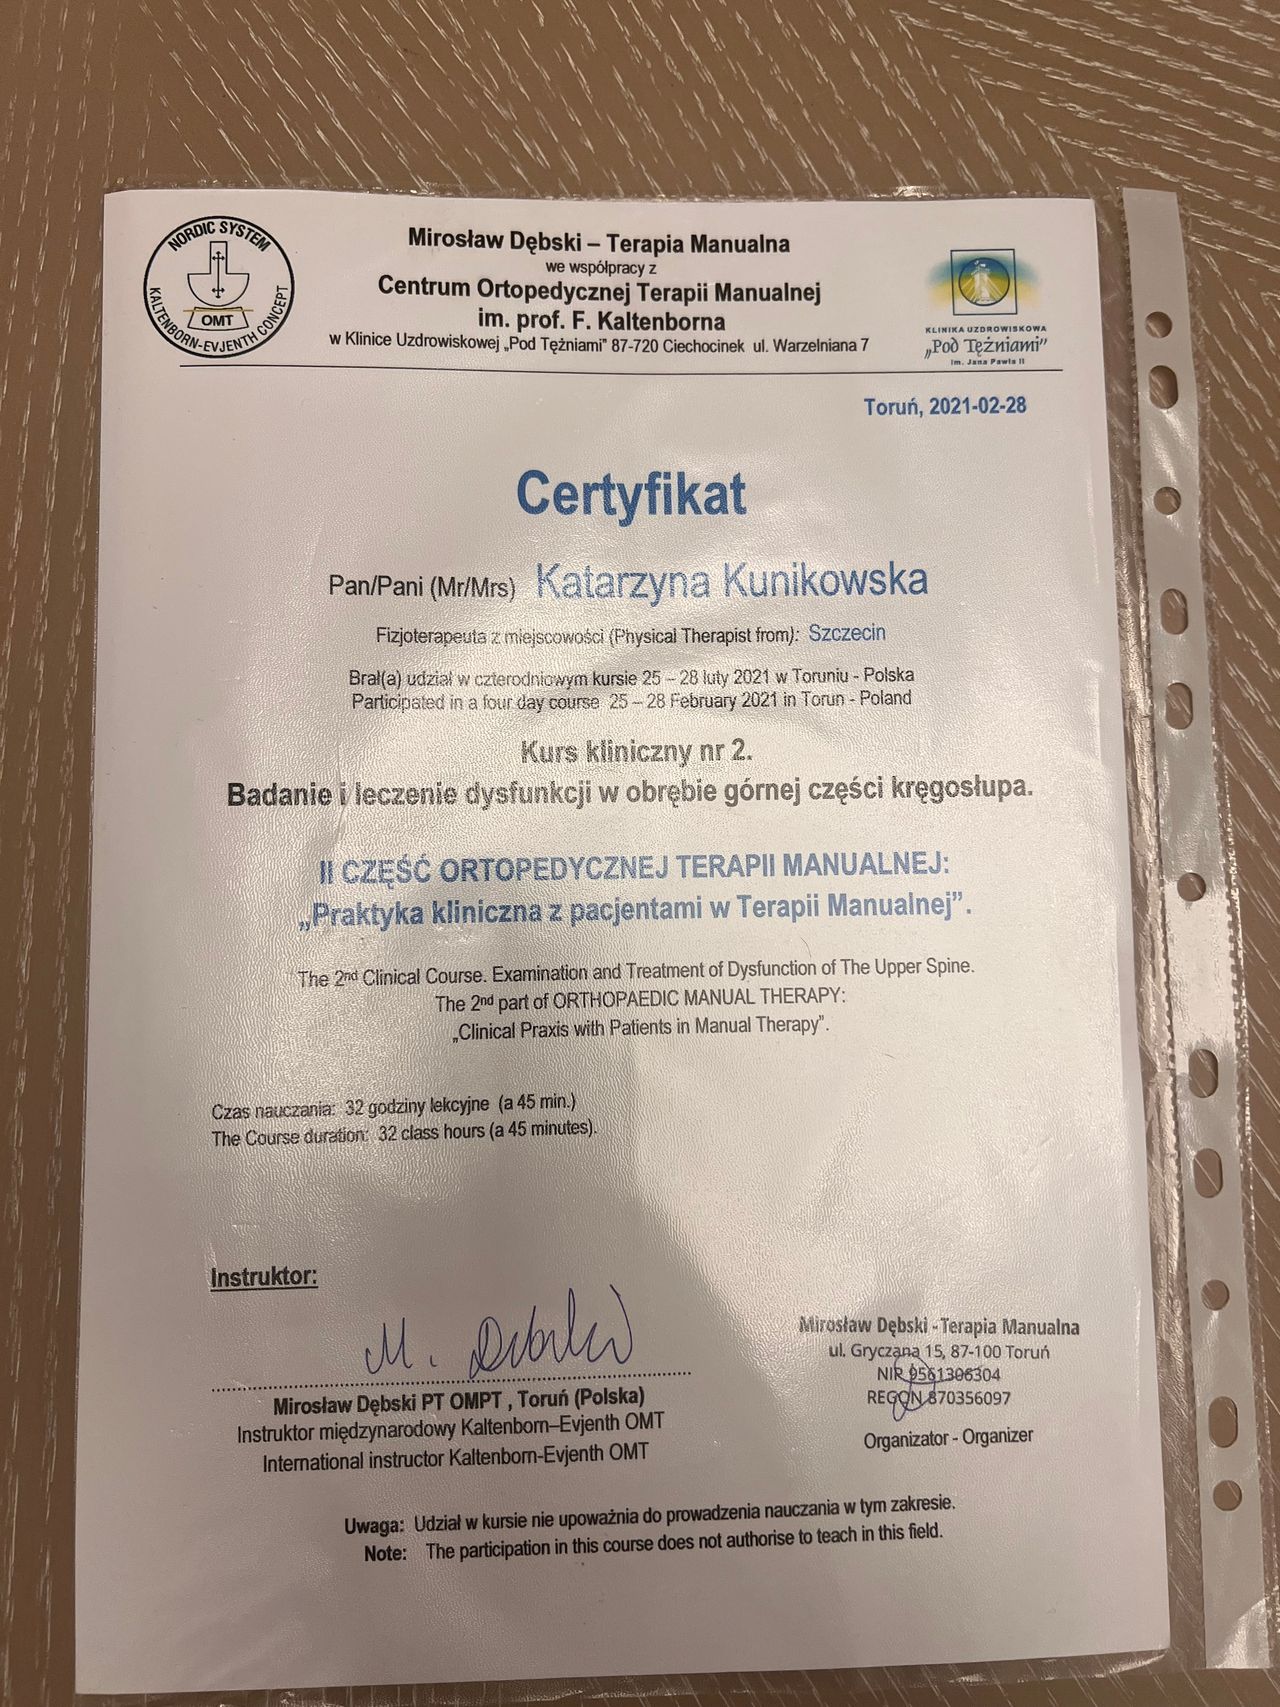 NORDIC SYSTEM
OMT
KALTENBORN-EVJENTH CONCEPT
Mirosław Dębski – Terapia Manualna
we współpracy z
Centrum Ortopedycznej Terapii Manualnej
im. prof. F. Kaltenborna
w Klinice Uzdrowiskowej „Pod Tężniami" 87-720 Ciechocinek ul. Warzelniana 7
KLINIKA UZDROWISKOWA
„Pod Tężniami"
im. Jana Pawła II
Toruń, 2021-02-28
Certyfikat
Pan/Pani (Mr/Mrs) Katarzyna Kunikowska
Fizjoterapeuta z miejscowości (Physical Therapist from): Szczecin
Brał(a) udział w czterodniowym kursie 25 – 28 luty 2021 w Toruniu - Polska
Participated in a four day course 25 – 28 February 2021 in Torun - Poland
Kurs kliniczny nr 2.
Badanie i leczenie dysfunkcji w obrębie górnej części kręgosłupa.
II CZĘŚĆ ORTOPEDYCZNEJ TERAPII MANUALNEJ:
„Praktyka kliniczna z pacjentami w Terapii Manualnej”.
The 2nd Clinical Course. Examination and Treatment of Dysfunction of The Upper Spine.
The 2nd part of ORTHOPAEDIC MANUAL THERAPY:
„Clinical Praxis with Patients in Manual Therapy”.
Czas nauczania: 32 godziny lekcyjne (a 45 min.)
The Course duration: 32 class hours (a 45 minutes).
Instruktor:
M. Dębski
Mirosław Dębski PT OMPT , Toruń (Polska)
Instruktor międzynarodowy Kaltenborn–Evjenth OMT
International instructor Kaltenborn-Evjenth OMT
Mirosław Dębski -Terapia Manualna
ul. Gryczana 15, 87-100 Toruń
NIP 9561306304
REGON 870356097
Organizator - Organizer
Uwaga: Udział w kursie nie upoważnia do prowadzenia nauczania w tym zakresie.
Note: The participation in this course does not authorise to teach in this field.